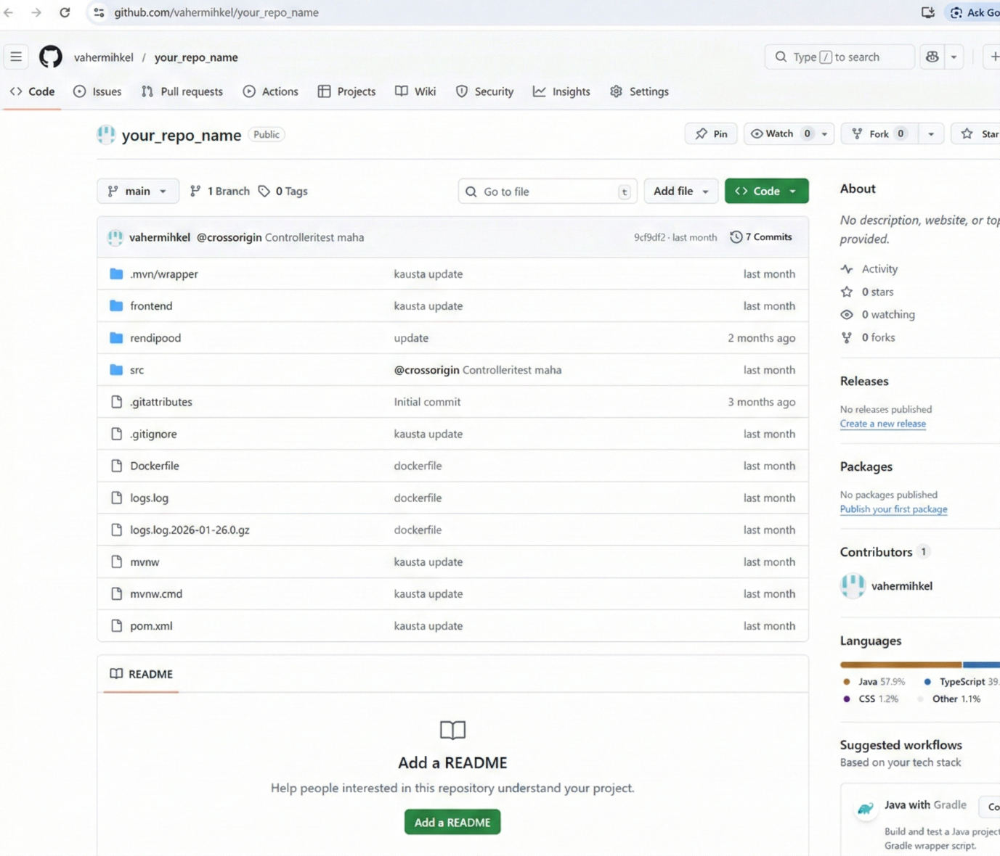 github.com/vahermihkel/your_repo_name
Ask Go
vahermihkel / your_repo_name
Type / to search
Code Issues Pull requests Actions Projects Wiki Security Insights Settings
your_repo_name Public
Pin Watch 0 Fork 0 Star
main 1 Branch 0 Tags Go to file t Add file Code
vahermihkel @crossorigin Controlleritest maha 9cf9df2 · last month 7 Commits
.mvn/wrapper kausta update last month
frontend kausta update last month
rendipood update 2 months ago
src @crossorigin Controlleritest maha last month
.gitattributes Initial commit 3 months ago
.gitignore kausta update last month
Dockerfile dockerfile last month
logs.log dockerfile last month
logs.log.2026-01-26.0.gz dockerfile last month
mvnw kausta update last month
mvnw.cmd kausta update last month
pom.xml kausta update last month
README
Add a README
Help people interested in this repository understand your project.
Add a README
About
No description, website, or top
provided.
Activity
0 stars
0 watching
0 forks
Releases
No releases published
Create a new release
Packages
No packages published
Publish your first package
Contributors 1
vahermihkel
Languages
Java 57.9% TypeScript 39.
CSS 1.2% Other 1.1%
Suggested workflows
Based on your tech stack
Java with Gradle Co
Build and test a Java project
Gradle wrapper script.